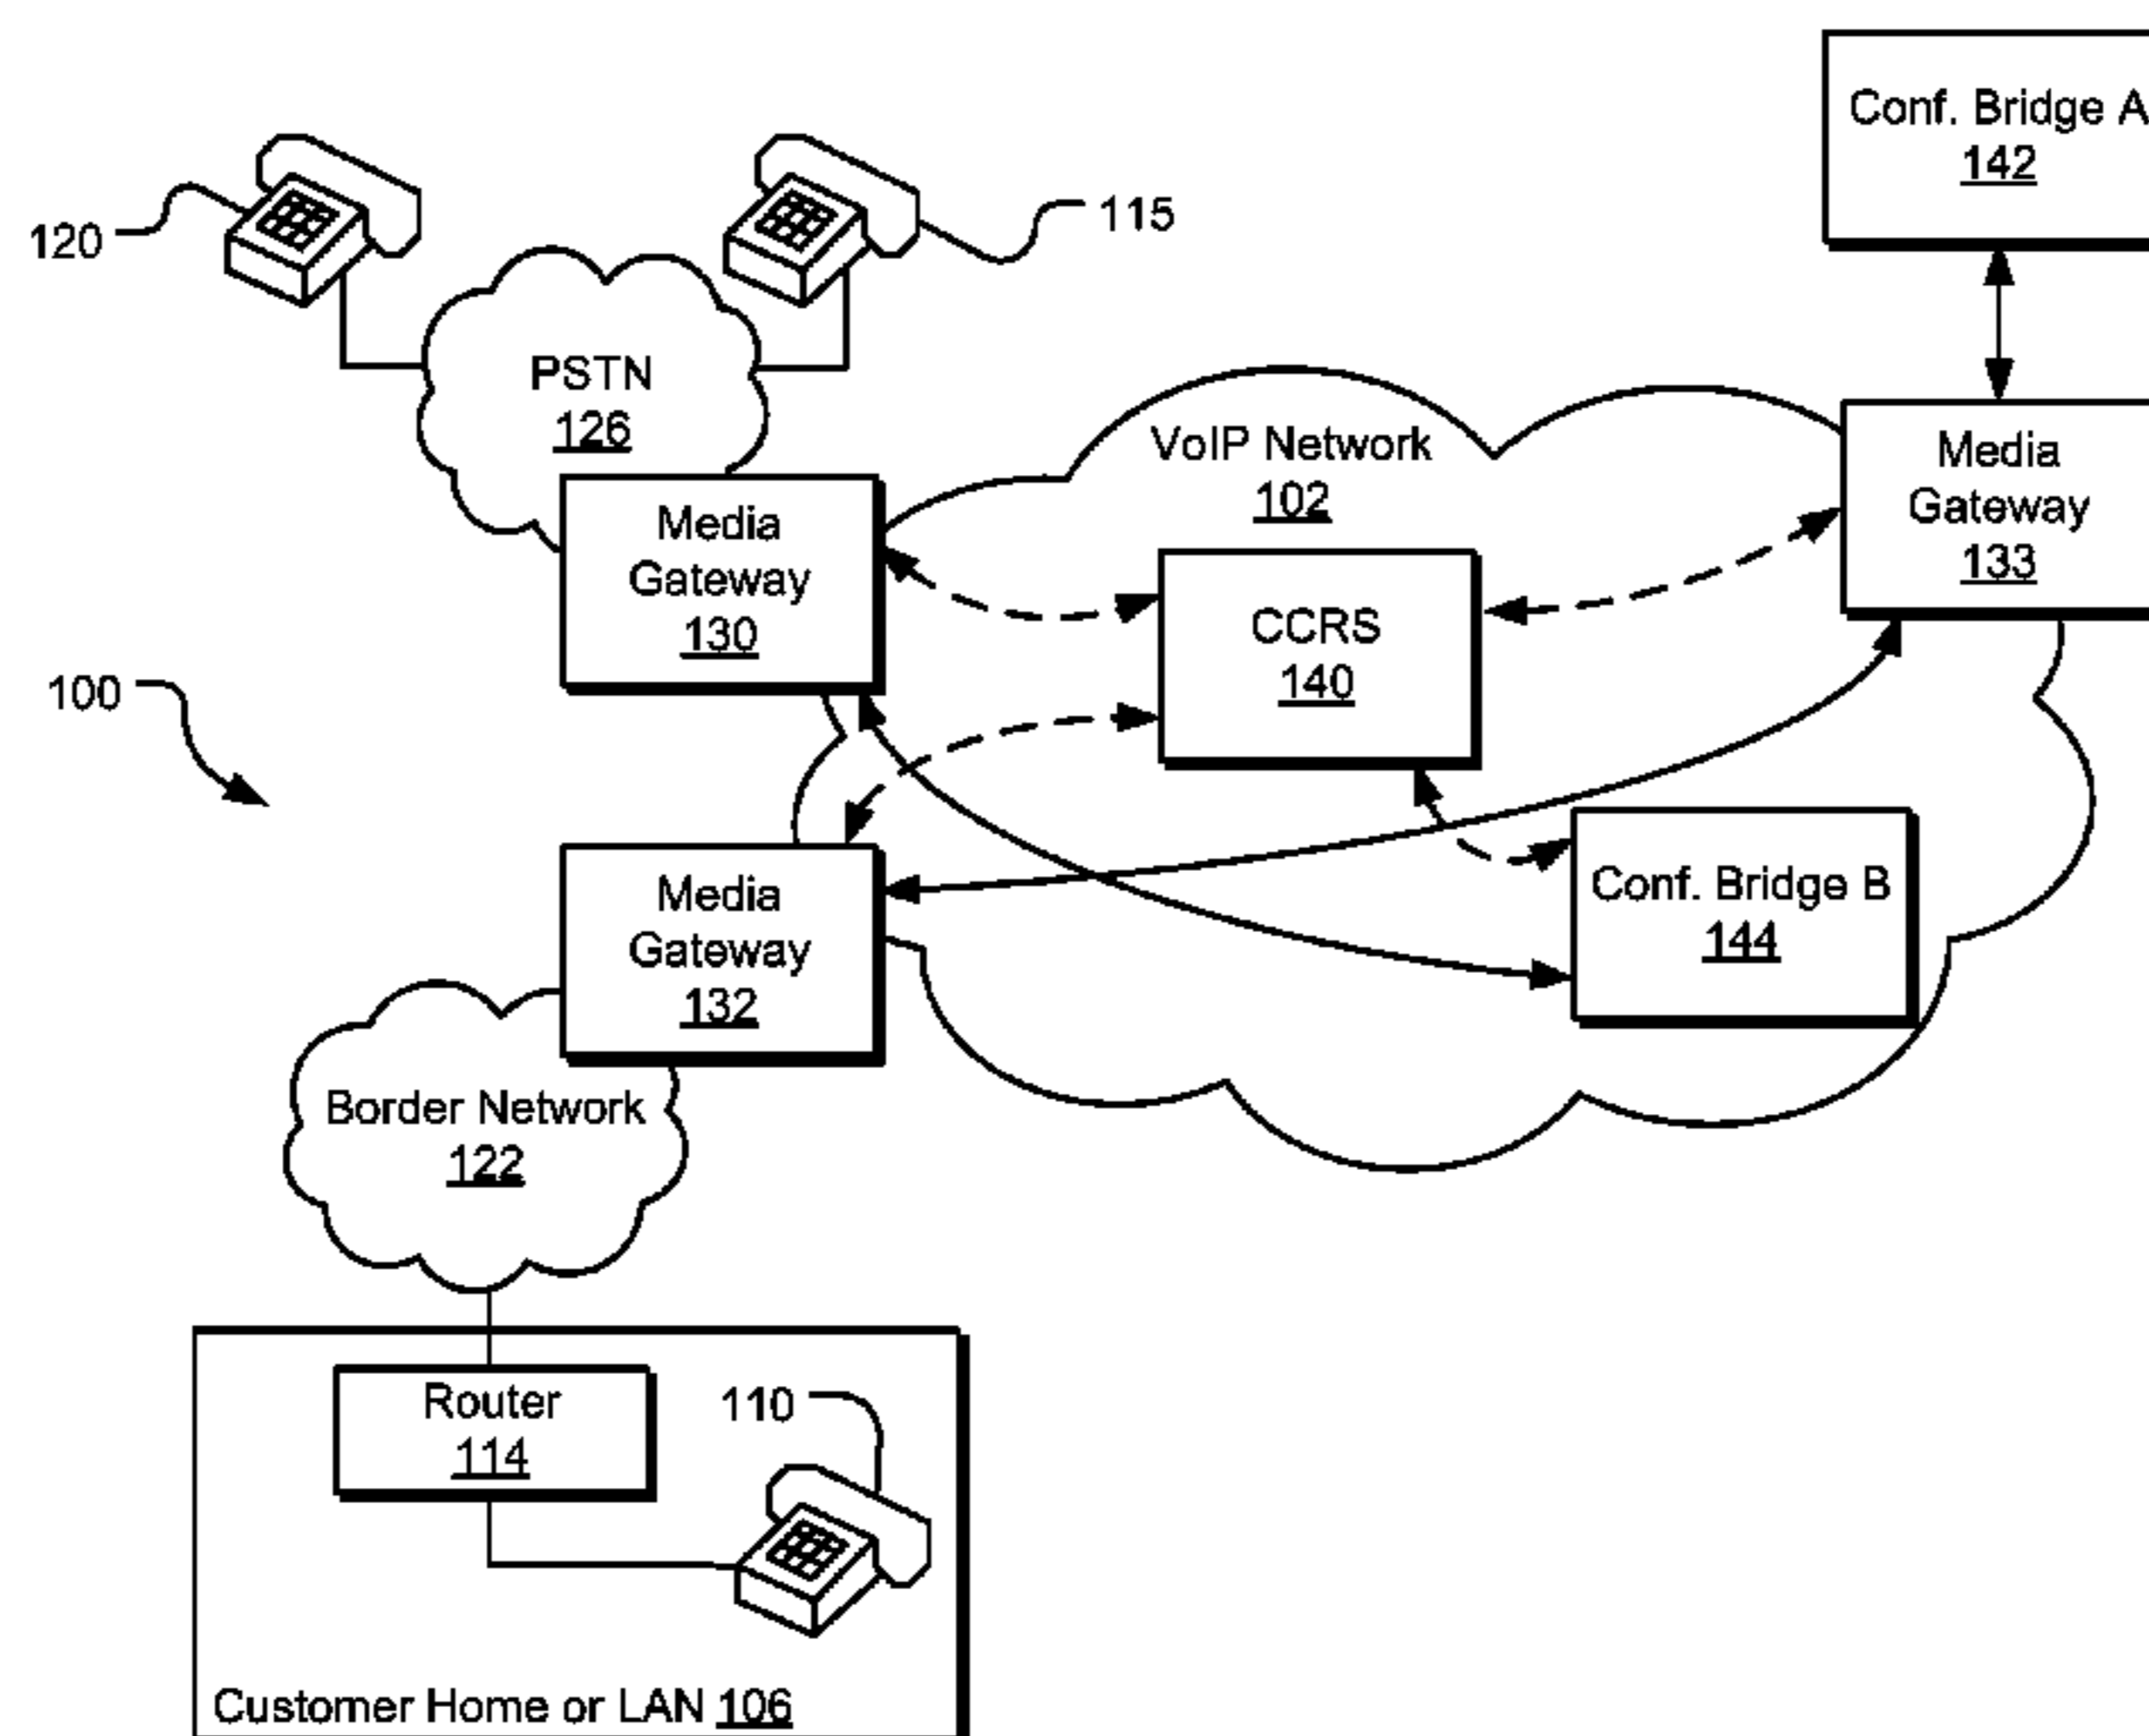 Conf. Bridge A
142
120
115
PSTN
126
VoIP Network
102
Media
Gateway
133
Media
Gateway
130
CCRS
140
100
Media
Gateway
132
Conf. Bridge B
144
Border Network
122
Router
114
110
Customer Home or LAN 106